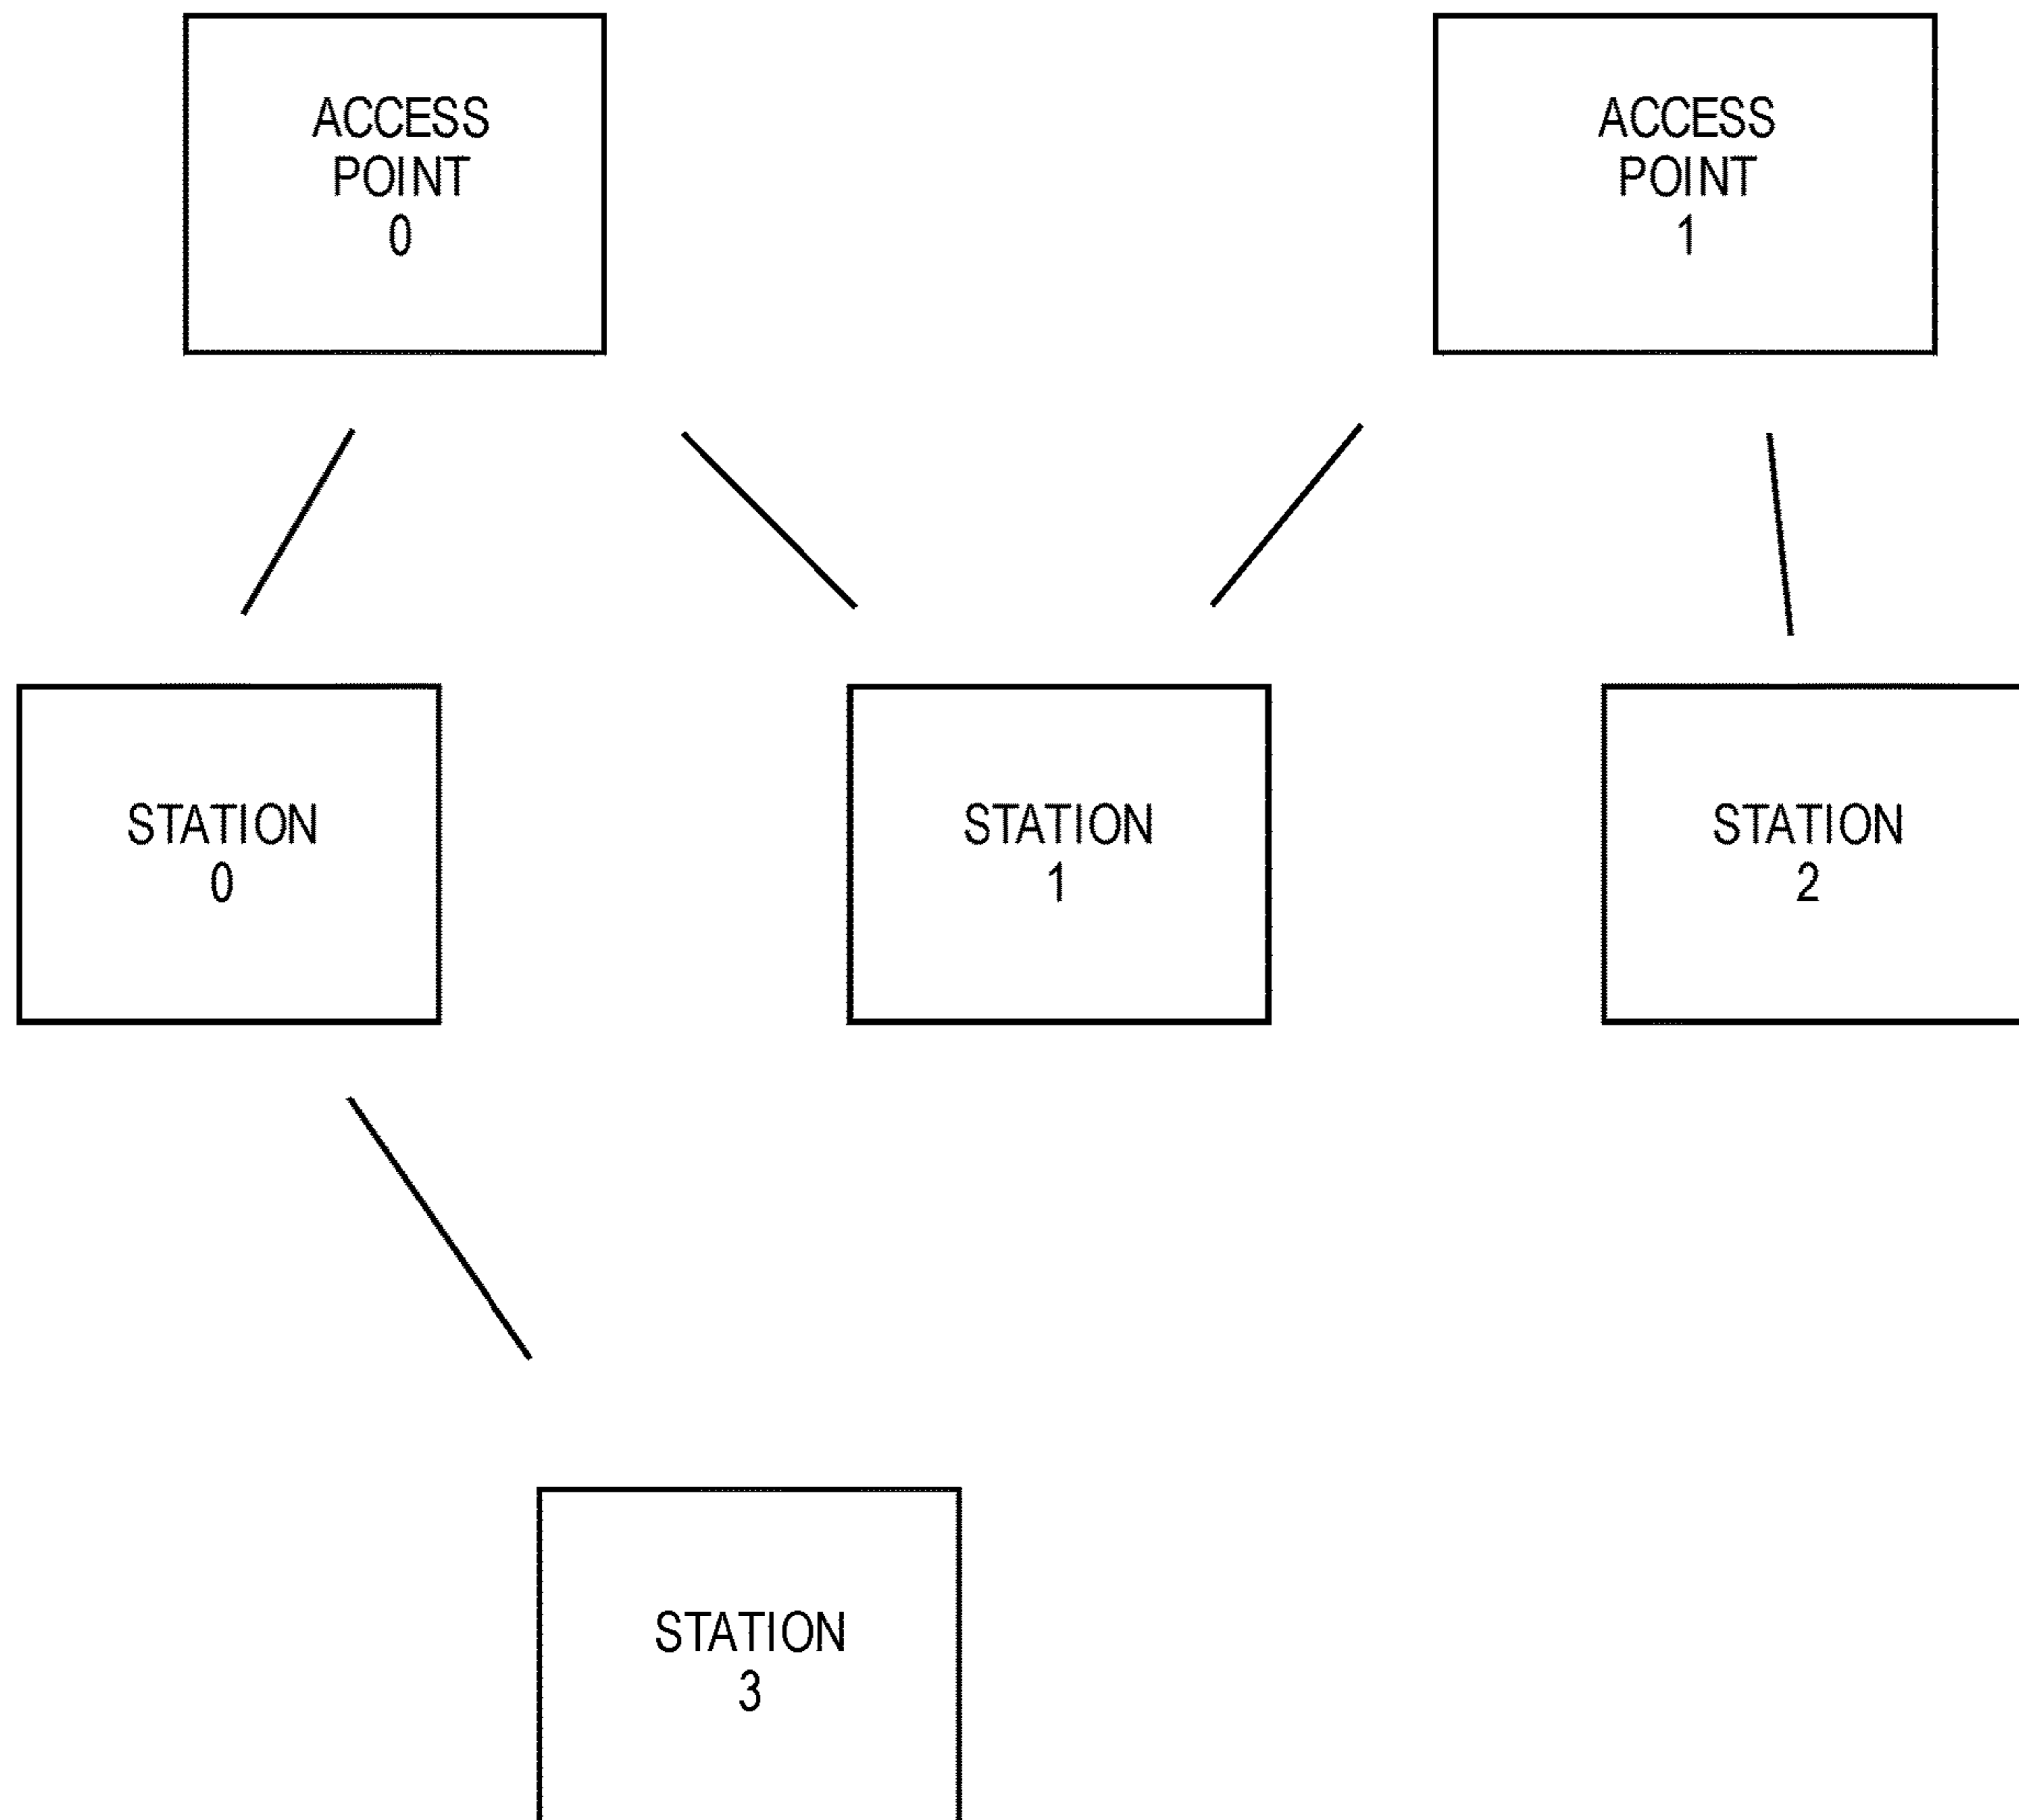 ACCESS
POINT
0
ACCESS
POINT
1
STATION
0
STATION
1
STATION
2
STATION
3